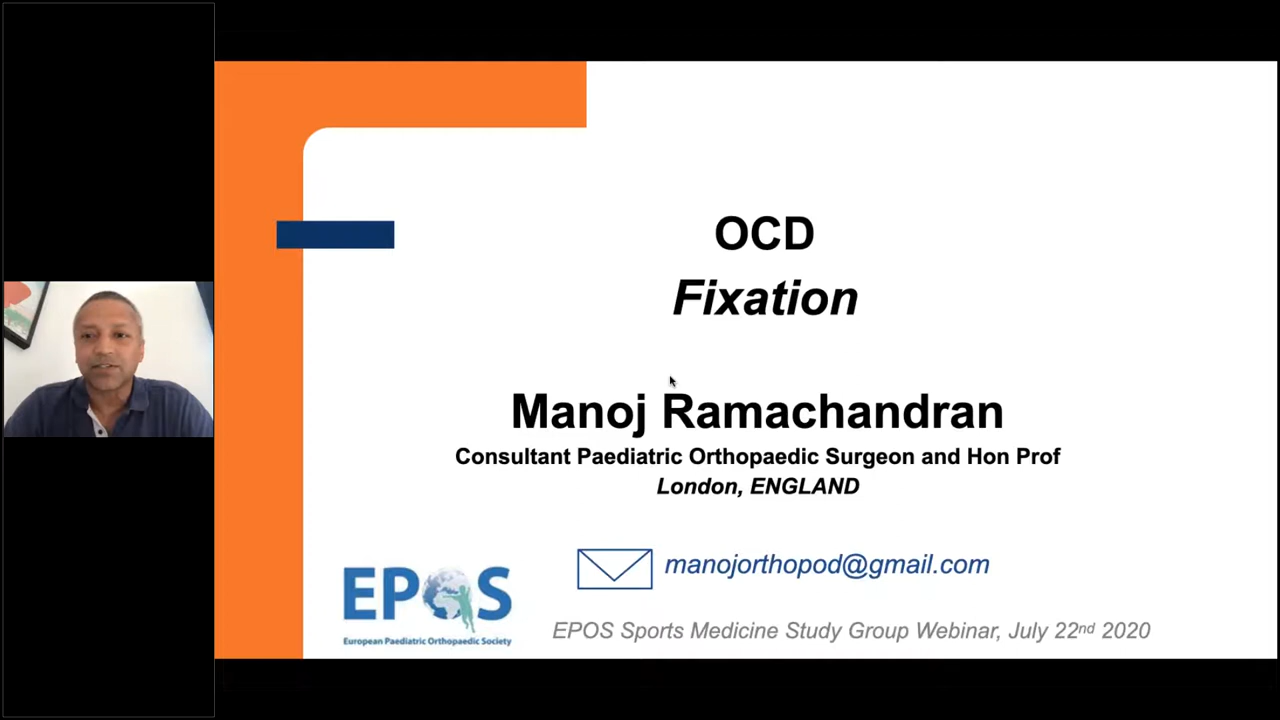 OCD
Fixation
Manoj Ramachandran
Consultant Paediatric Orthopaedic Surgeon and Hon Prof
London, ENGLAND
manojorthopod@gmail.com
EPOS
European Paediatric Orthopaedic Society
EPOS Sports Medicine Study Group Webinar, July 22nd 2020